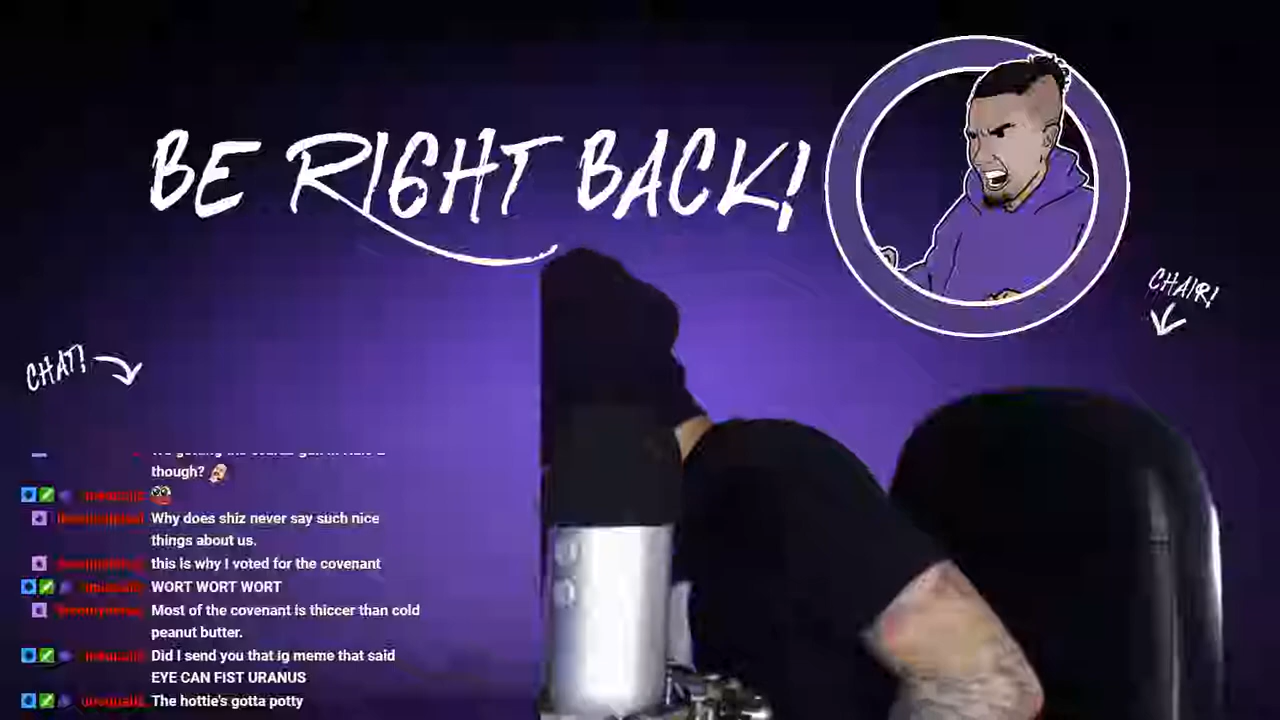 BE RIGHT BACK!
CHAIR!
CHAT!
though?
Why does shiz never say such nice
things about us.
this is why I voted for the covenant
WORT WORT WORT
Most of the covenant is thiccer than cold
peanut butter.
Did I send you that ig meme that said
EYE CAN FIST URANUS
The hottie's gotta potty